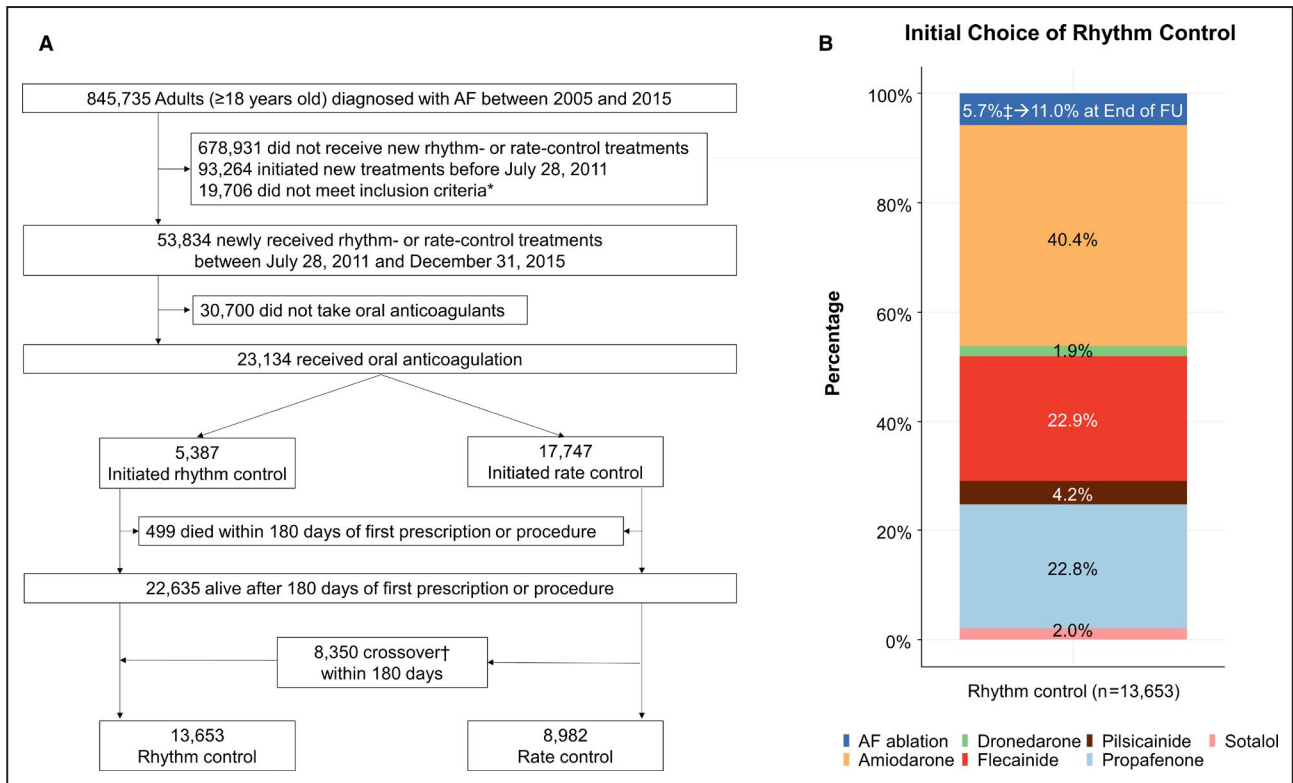 A
845,735 Adults (≥18 years old) diagnosed with AF between 2005 and 2015
678,931 did not receive new rhythm- or rate-control treatments
93,264 initiated new treatments before July 28, 2011
19,706 did not meet inclusion criteria*
53,834 newly received rhythm- or rate-control treatments
between July 28, 2011 and December 31, 2015
30,700 did not take oral anticoagulants
23,134 received oral anticoagulation
5,387
Initiated rhythm control
17,747
Initiated rate control
499 died within 180 days of first prescription or procedure
22,635 alive after 180 days of first prescription or procedure
8,350 crossover†
within 180 days
13,653
Rhythm control
8,982
Rate control
B
Initial Choice of Rhythm Control
Percentage
100%
80%
60%
40%
20%
0%
5.7%‡→11.0% at End of FU
40.4%
1.9%
22.9%
4.2%
22.8%
2.0%
Rhythm control (n=13,653)
AF ablation
Dronedarone
Pilsicainide
Sotalol
Amiodarone
Flecainide
Propafenone